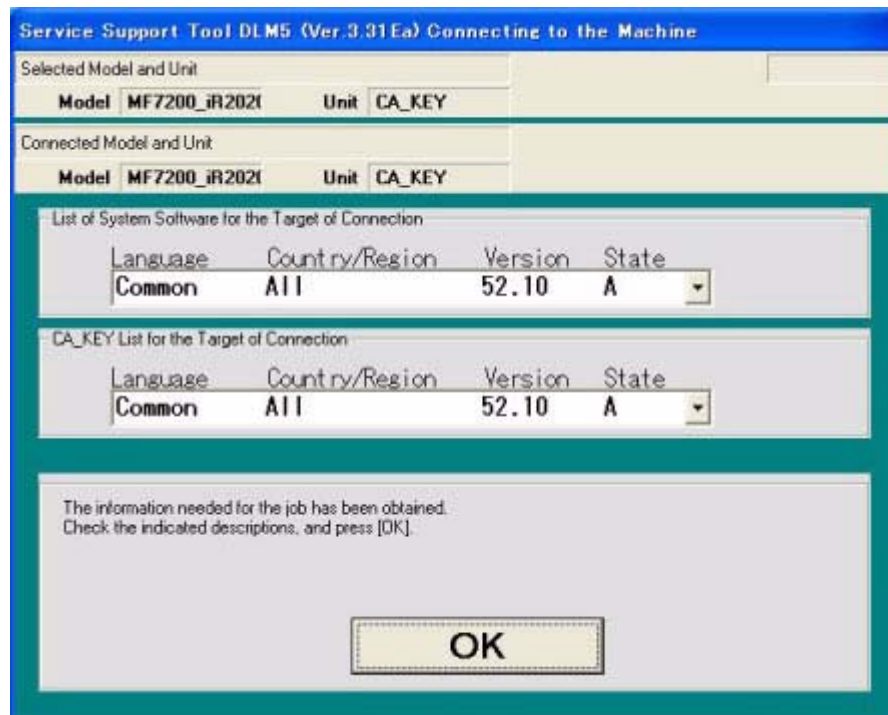 Service Support Tool DLM5 (Ver.3.31Ea) Connecting to the Machine
Selected Model and Unit
Model MF7200_iR202( Unit CA_KEY
Connected Model and Unit
Model MF7200_iR202( Unit CA_KEY
List of System Software for the Target of Connection
Language Country/Region Version State
Common All 52.10 A
CA_KEY List for the Target of Connection
Language Country/Region Version State
Common All 52.10 A
The information needed for the job has been obtained.
Check the indicated descriptions, and press [OK].
OK